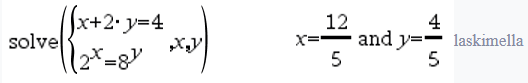 solve({x+2·y=4, 2^x=8^y},x,y) x=12/5 and y=4/5 laskimella